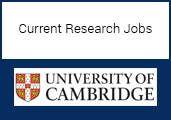 Current Research Jobs
UNIVERSITY OF
CAMBRIDGE